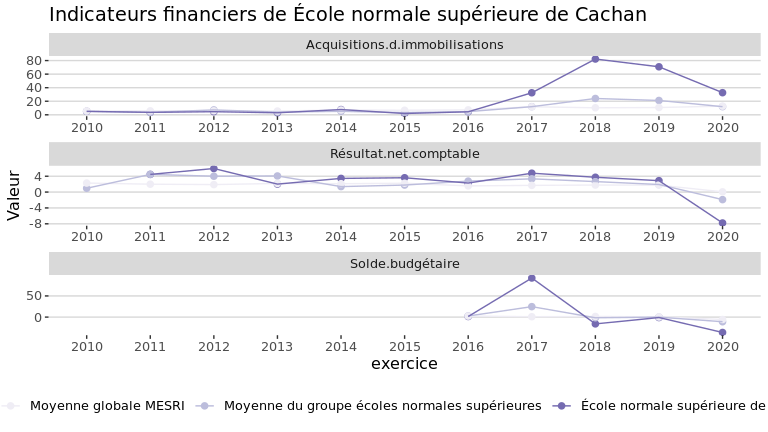 Indicateurs financiers de École normale supérieure de Cachan
Acquisitions.d.immobilisations
80
60
40
20
0
2010 2011 2012 2013 2014 2015 2016 2017 2018 2019 2020
Résultat.net.comptable
Valeur
4
0
-4
-8
2010 2011 2012 2013 2014 2015 2016 2017 2018 2019 2020
Solde.budgétaire
50
0
2010 2011 2012 2013 2014 2015 2016 2017 2018 2019 2020
exercice
Moyenne globale MESRI Moyenne du groupe écoles normales supérieures École normale supérieure de